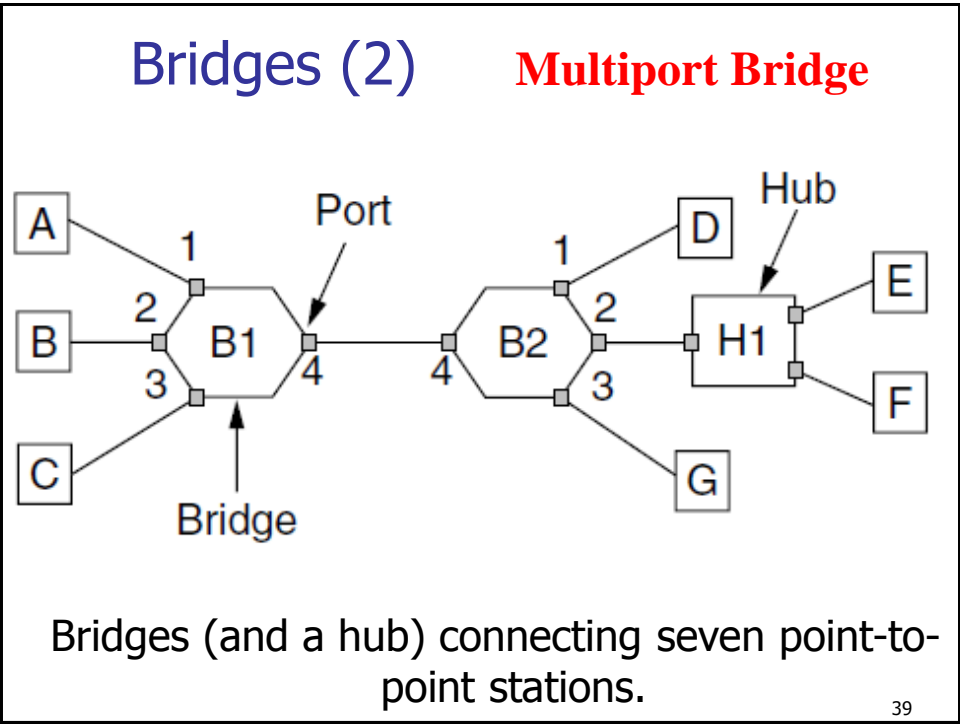 Bridges (2) Multiport Bridge
Hub
A Port D
1 1 E
2 2
B B1 B2 H1
3 4 4 3
F
C G
Bridge
Bridges (and a hub) connecting seven point-to-
point stations.
39